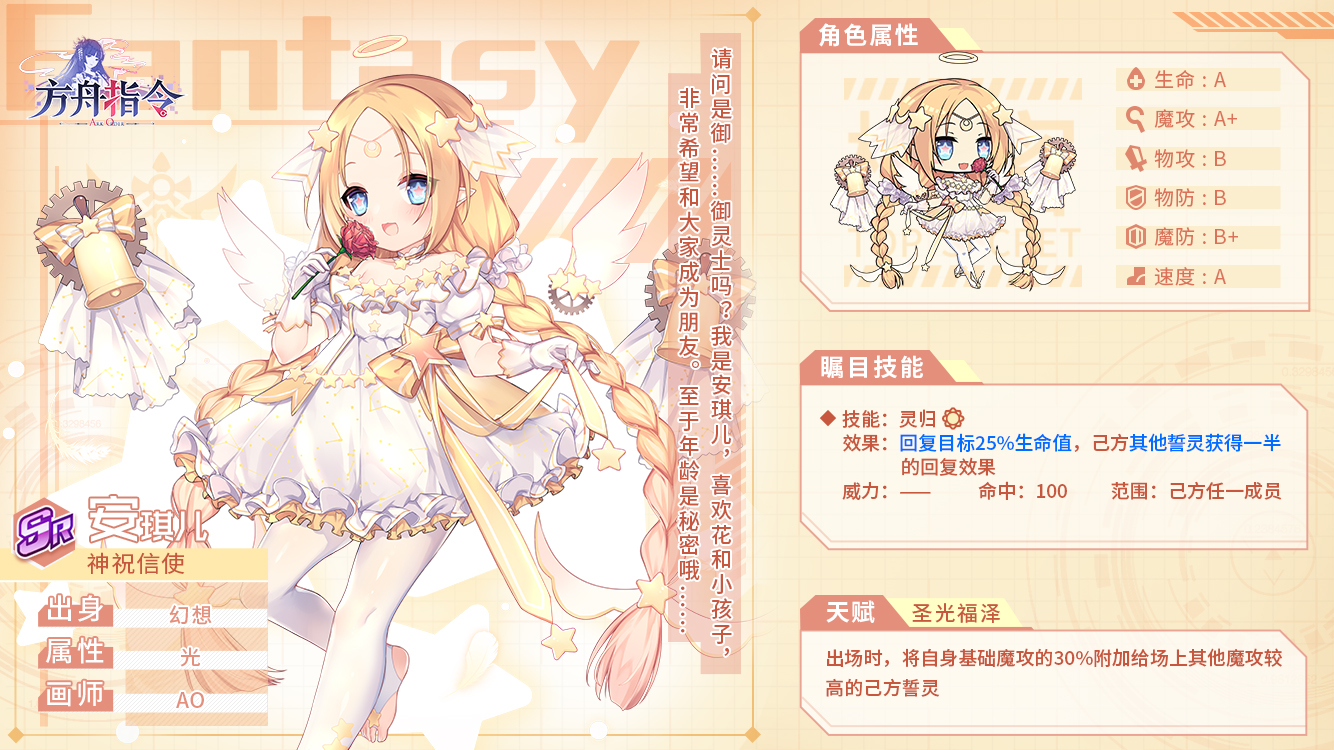 Fantasy
方舟指令
ARK ORDER
请问是御……御灵士吗？我是安琪儿，喜欢花和小孩子，
非常希望和大家成为朋友。至于年龄是秘密哦……
SR
安琪儿
神祝信使
出身 幻想
属性 光
画师 AO
角色属性
生命：A
魔攻：A+
物攻：B
物防：B
魔防：B+
速度：A
瞩目技能
◆ 技能：灵归
效果：回复目标25%生命值，己方其他誓灵获得一半
的回复效果
威力：—— 命中：100 范围：己方任一成员
天赋 圣光福泽
出场时，将自身基础魔攻的30%附加给场上其他魔攻较
高的己方誓灵